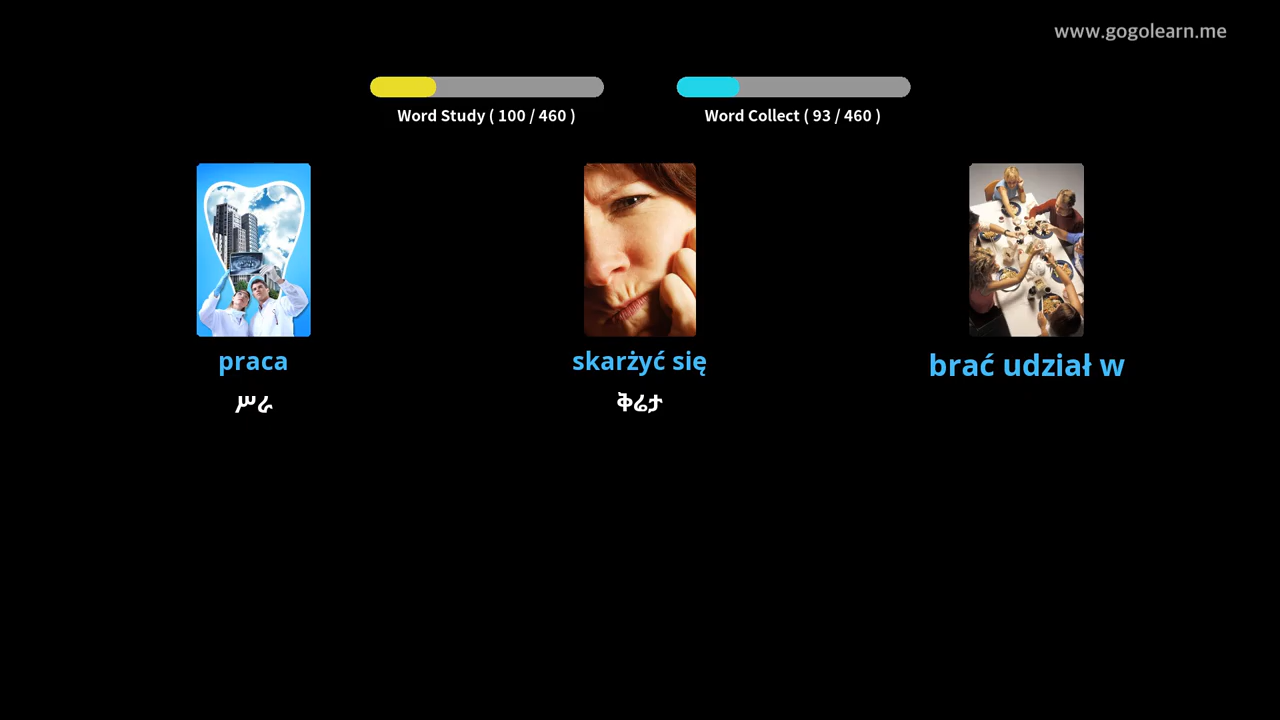 www.gogolearn.me
Word Study ( 100 / 460 )
Word Collect ( 93 / 460 )
praca
skarżyć się
brać udział w
ሥራ
ቅሬታ